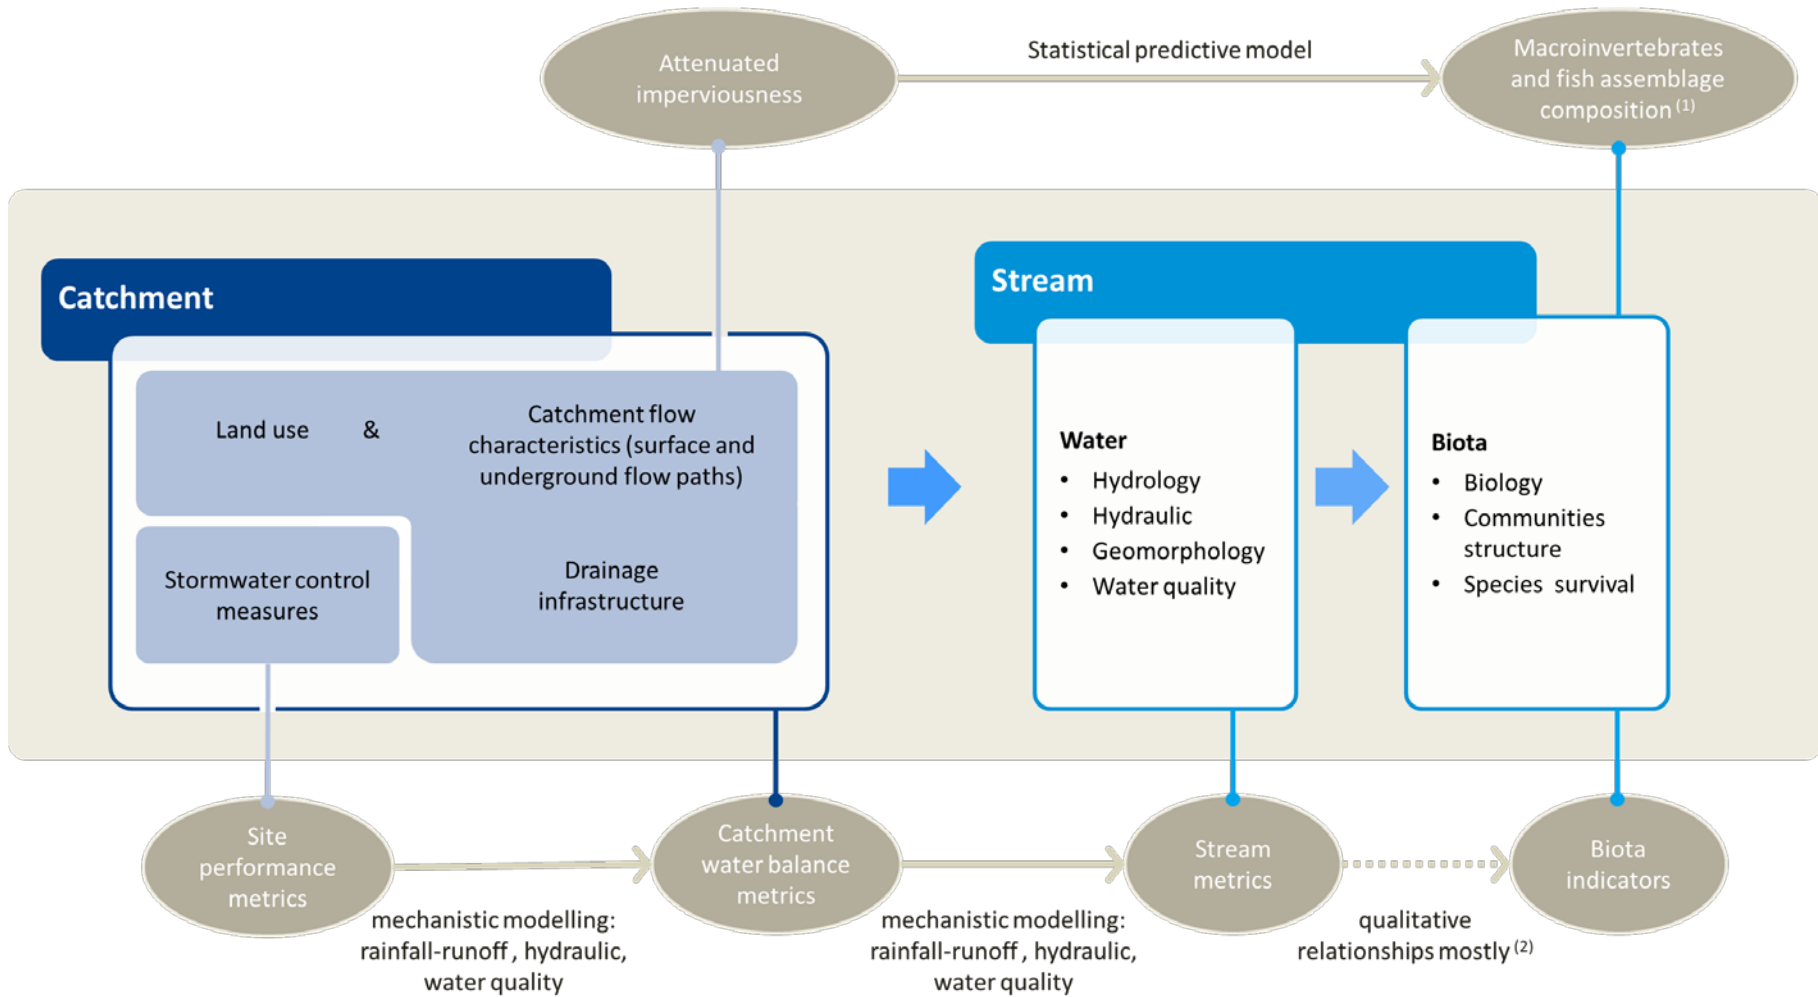 Attenuated
imperviousness
Statistical predictive model
Macroinvertebrates
and fish assemblage
composition (1)
Catchment
Land use &
Catchment flow
characteristics (surface and
underground flow paths)
Stormwater control
measures
Drainage
infrastructure
Stream
Water
• Hydrology
• Hydraulic
• Geomorphology
• Water quality
Biota
• Biology
• Communities
structure
• Species survival
Site
performance
metrics
mechanistic modelling:
rainfall-runoff , hydraulic,
water quality
Catchment
water balance
metrics
mechanistic modelling:
rainfall-runoff , hydraulic,
water quality
Stream
metrics
qualitative
relationships mostly (2)
Biota
indicators